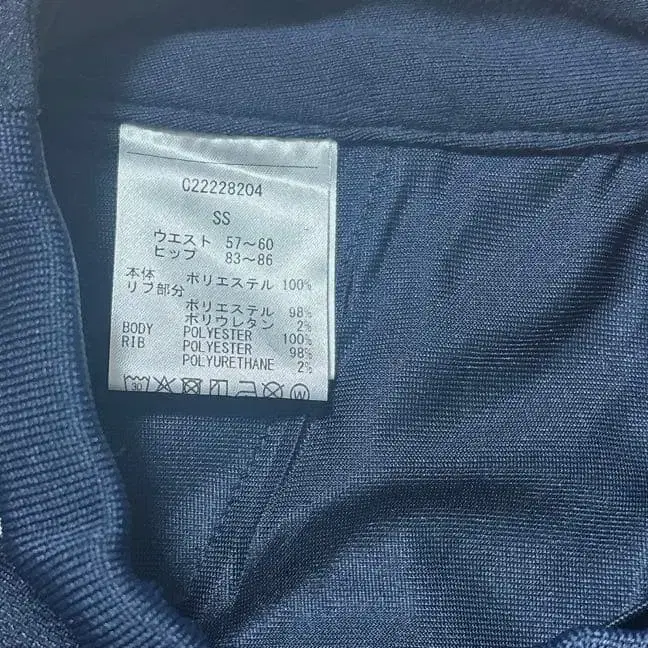 C22228204
SS
ウエスト 57～60
ヒップ 83～86
本体 ポリエステル 100%
リブ部分
ポリエステル 98%
ポリウレタン 2%
BODY POLYESTER 100%
RIB POLYESTER 98%
POLYURETHANE 2%
30 W